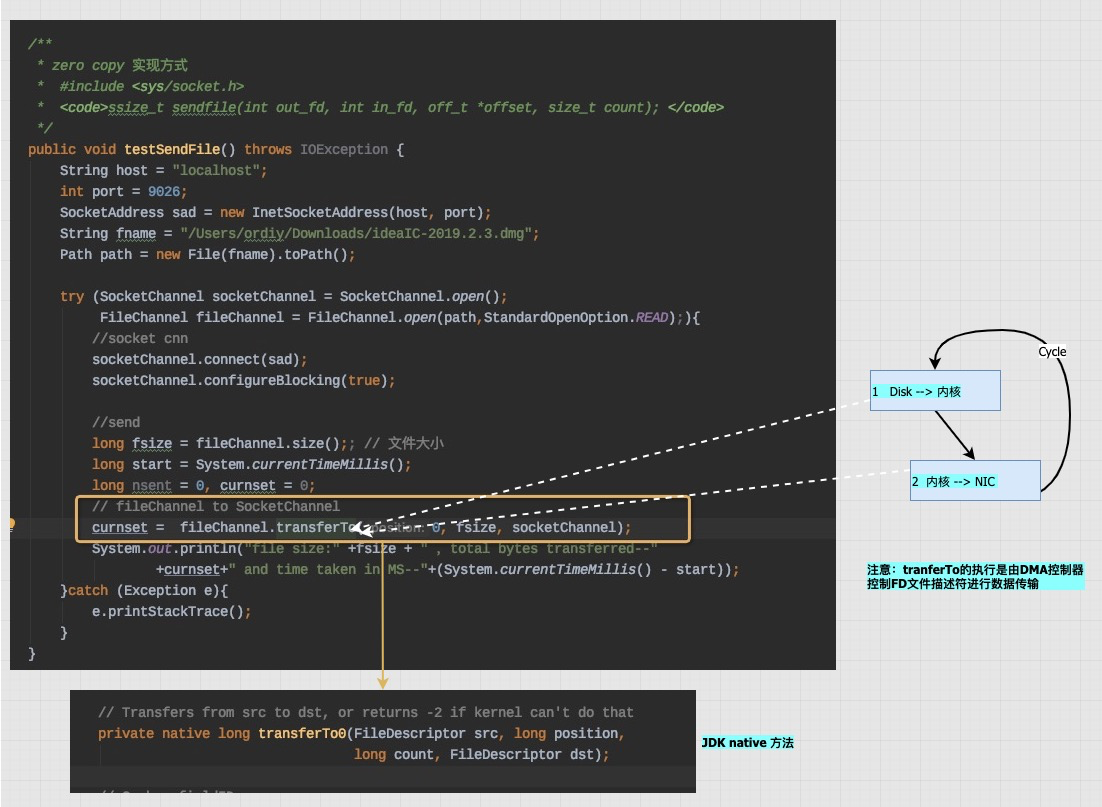 /**
* zero copy 实现方式
* #include <sys/socket.h>
* <code>ssize_t sendfile(int out_fd, int in_fd, off_t *offset, size_t count); </code>
*/
public void testSendFile() throws IOException {
String host = "localhost";
int port = 9026;
SocketAddress sad = new InetSocketAddress(host, port);
String fname = "/Users/ordiy/Downloads/ideaIC-2019.2.3.dmg";
Path path = new File(fname).toPath();
try (SocketChannel socketChannel = SocketChannel.open();
FileChannel fileChannel = FileChannel.open(path,StandardOpenOption.READ);){
//socket cnn
socketChannel.connect(sad);
socketChannel.configureBlocking(true);
//send
long fsize = fileChannel.size();; // 文件大小
long start = System.currentTimeMillis();
long nsent = 0, curnset = 0;
// fileChannel to SocketChannel
curnset = fileChannel.transferTo( position: 0, fsize, socketChannel);
System.out.println("file size:" +fsize + " , total bytes transferred--"
+curnset+" and time taken in MS--"+(System.currentTimeMillis() - start));
}catch (Exception e){
e.printStackTrace();
}
}
Cycle
1 Disk --> 内核
2 内核 --> NIC
注意：tranferTo的执行是由DMA控制器
控制FD文件描述符进行数据传输
// Transfers from src to dst, or returns -2 if kernel can't do that
private native long transferTo0(FileDescriptor src, long position,
long count, FileDescriptor dst);
JDK native 方法